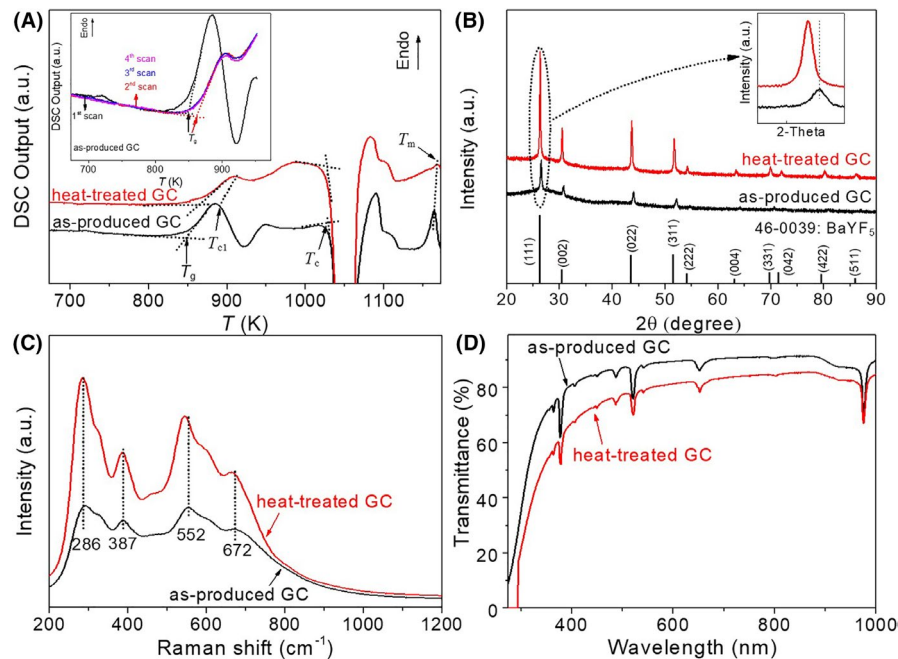 (A)
Endo
4th scan
3rd scan
2nd scan
1st scan
Tg
as-produced GC
DSC Output (a.u.)
700
800
900
T (K)
Endo
Tm
heat-treated GC
as-produced GC
Tg
Tc1
Tc
DSC Output (a.u.)
700
800
900
1000
1100
T (K)
(B)
Intensity (a.u.)
2-Theta
heat-treated GC
as-produced GC
46-0039: BaYF5
(111)
(002)
(022)
(311)
(222)
(004)
(331)
(042)
(422)
(511)
Intensity (a.u.)
20
30
40
50
60
70
80
90
2θ (degree)
(C)
286
387
552
672
heat-treated GC
as-produced GC
Intensity (a.u.)
200
400
600
800
1000
1200
Raman shift (cm-1)
(D)
as-produced GC
heat-treated GC
Transmittance (%)
80
60
40
20
0
400
600
800
1000
Wavelength (nm)